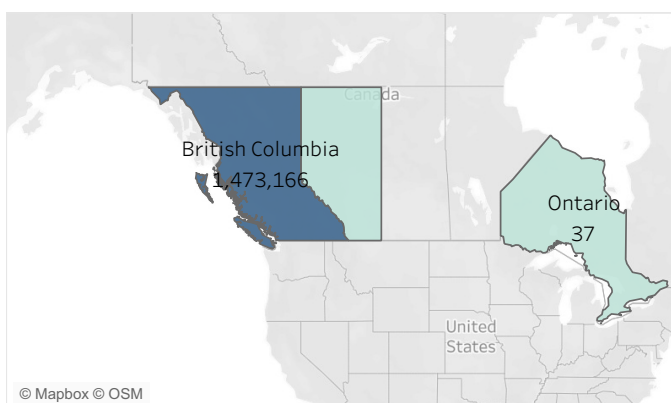 Canada
British Columbia
1,473,166
Ontario
37
United
States
© Mapbox © OSM